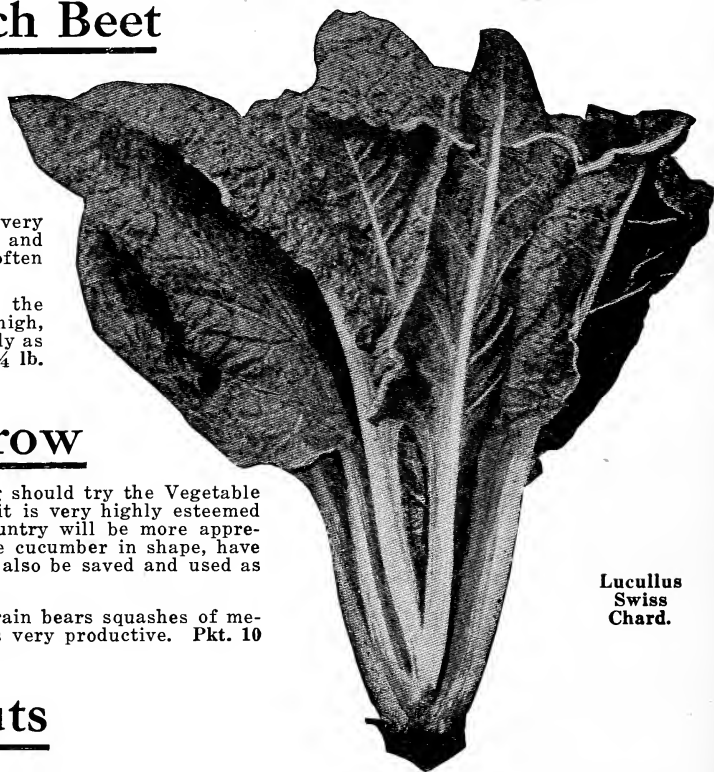 ch Beet
very
and
often
the
high,
ly as
¼ lb.
row
should try the Vegetable
it is very highly esteemed
untry will be more appre-
e cucumber in shape, have
also be saved and used as
rain bears squashes of me-
s very productive. Pkt. 10
uts
Lucullus
Swiss
Chard.